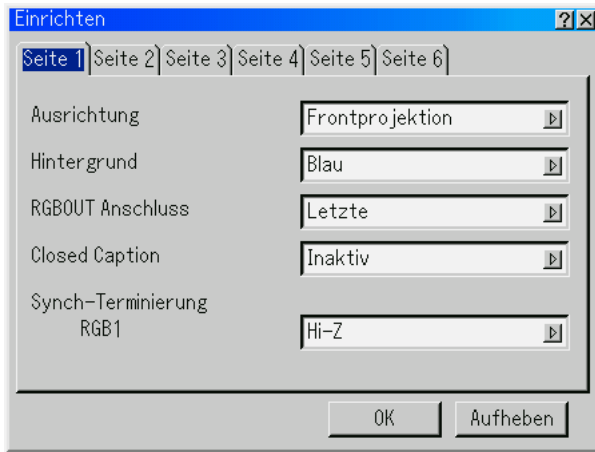 Einrichten
Seite 1 Seite 2 Seite 3 Seite 4 Seite 5 Seite 6
Ausrichtung Frontprojektion
Hintergrund Blau
RGBOUT Anschluss Letzte
Closed Caption Inaktiv
Synch-Terminierung
RGB1 Hi-Z
OK Aufheben